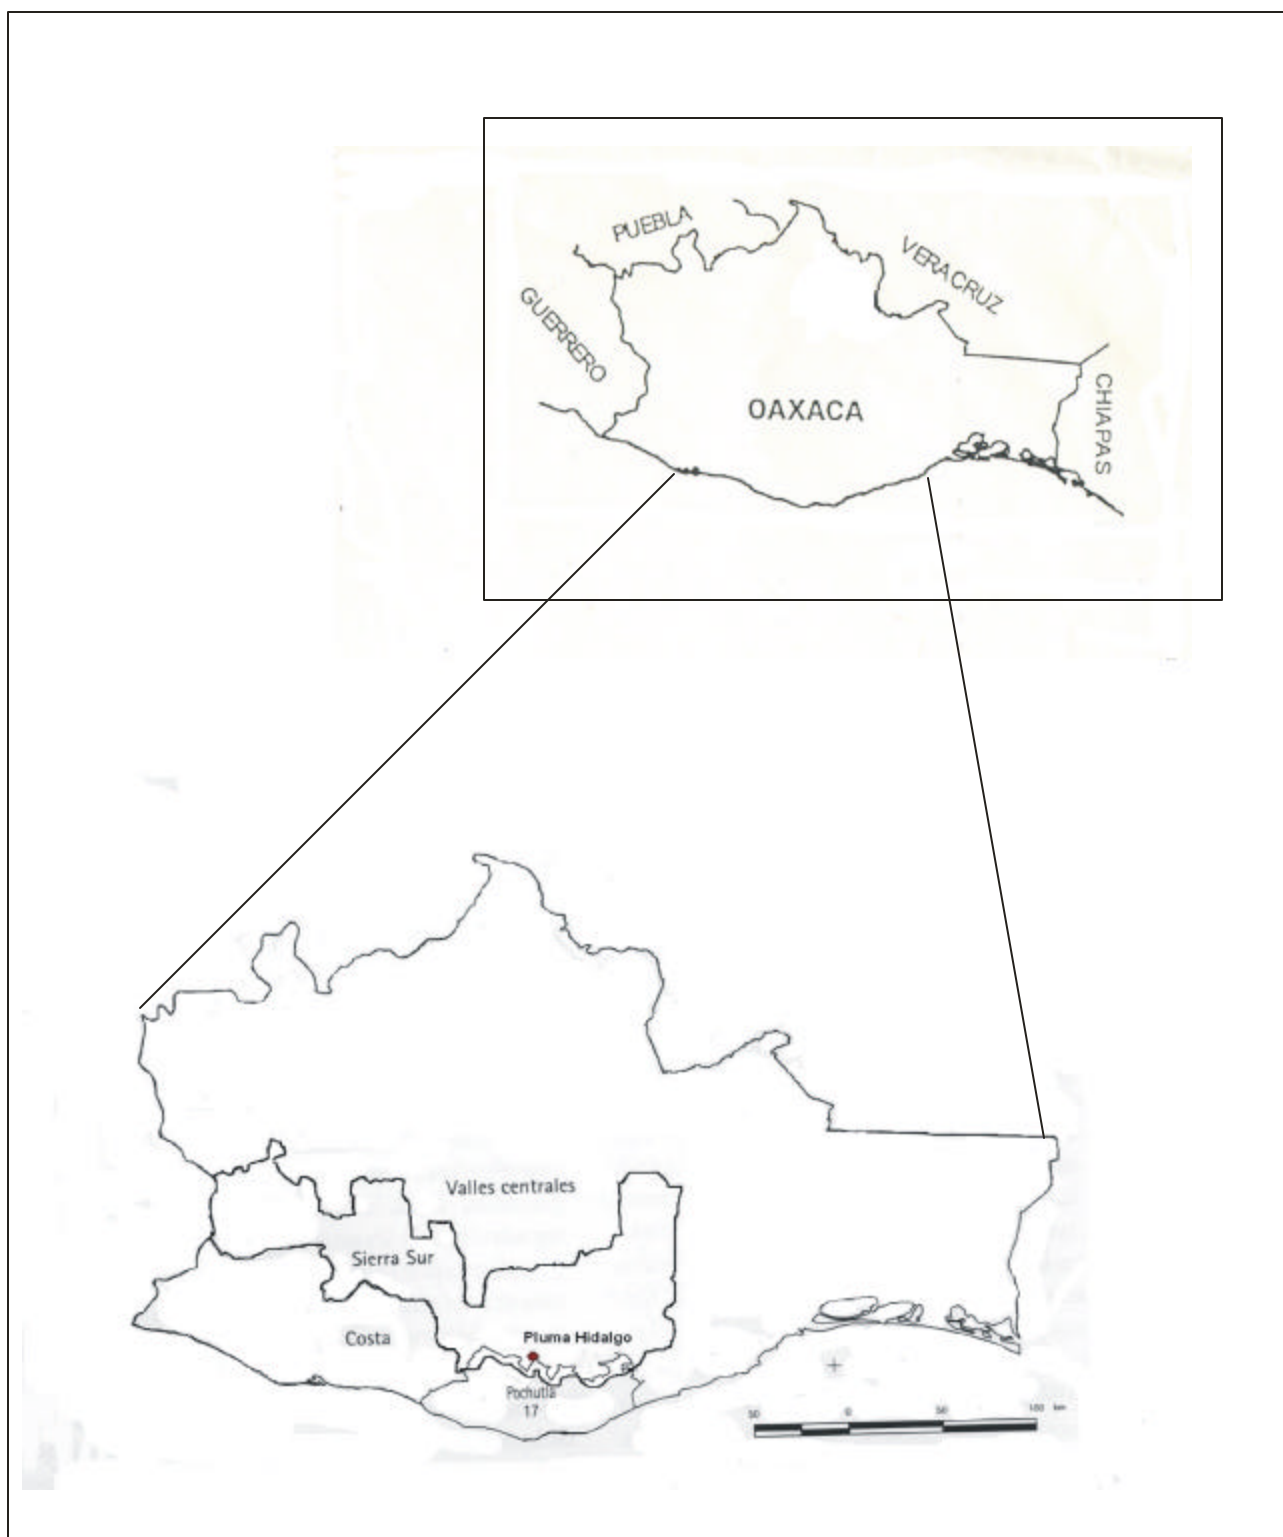 PUEBLA
VERACRUZ
GUERRERO
CHIAPAS
OAXACA
Valles centrales
Sierra Sur
Costa
Pluma Hidalgo
Pochutla
17
50 0 50 100 km